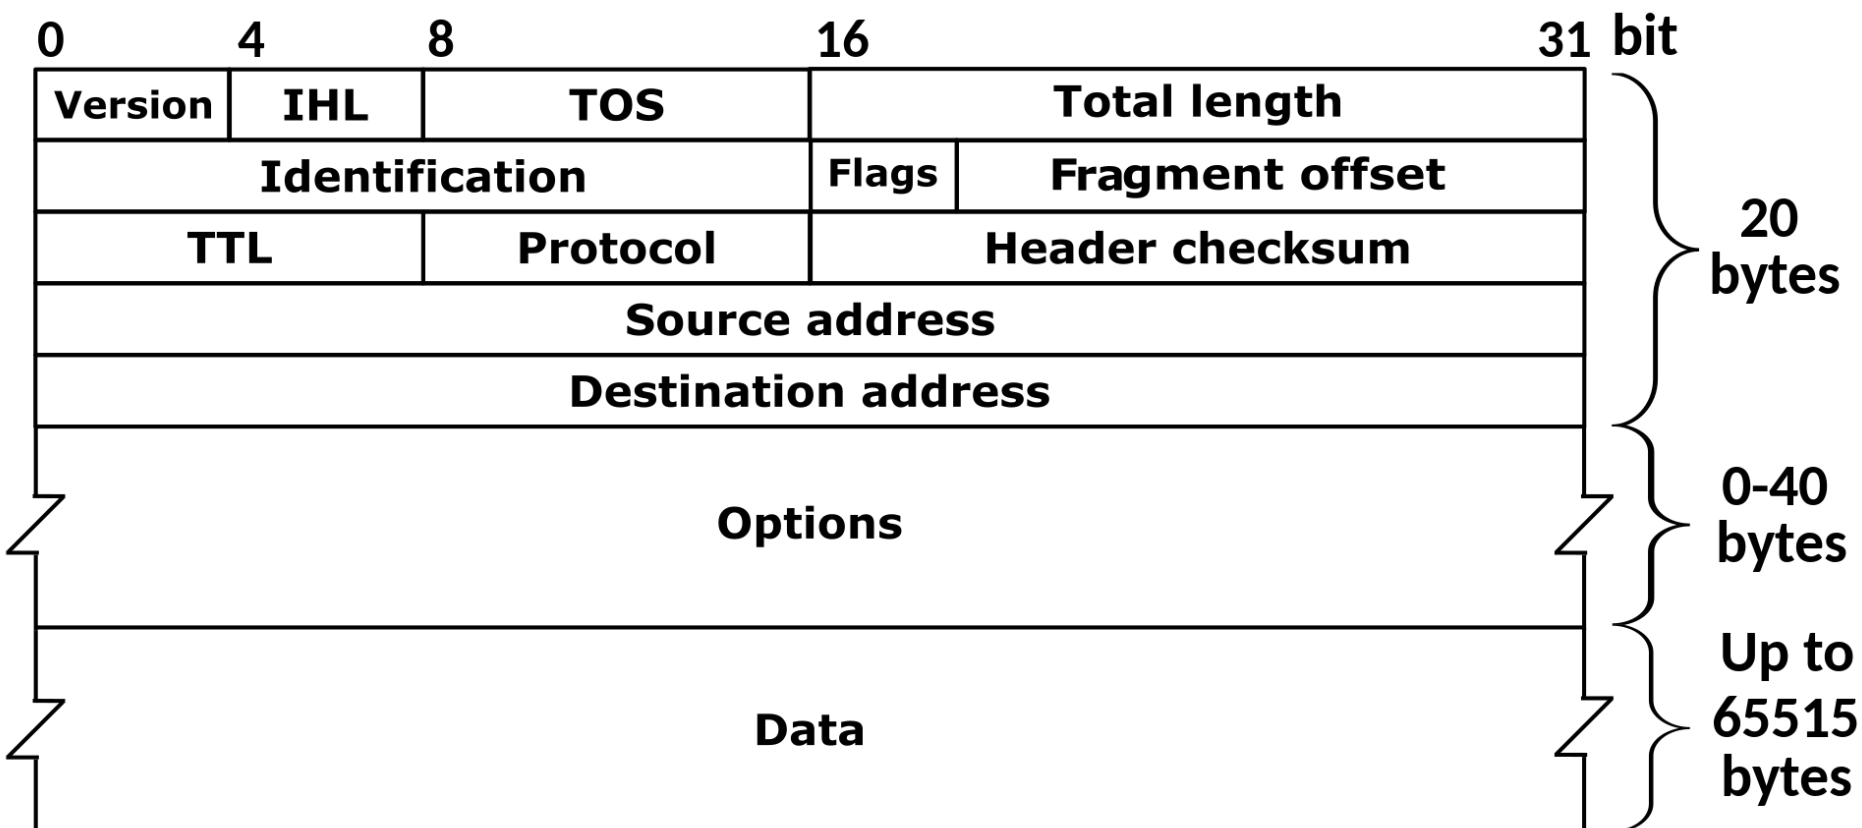 0 4 8 16 31 bit
Version IHL TOS Total length
Identification Flags Fragment offset
TTL Protocol Header checksum
Source address
Destination address
20
bytes
Options
0-40
bytes
Data
Up to
65515
bytes